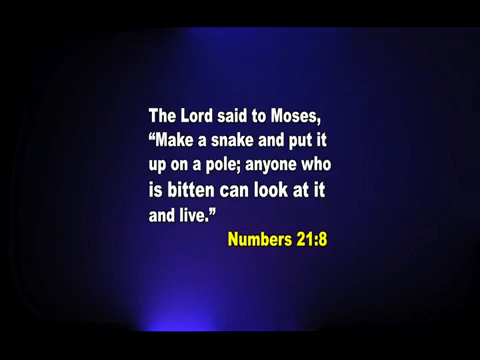 The Lord said to Moses,
“Make a snake and put it
up on a pole; anyone who
is bitten can look at it
and live.”
Numbers 21:8